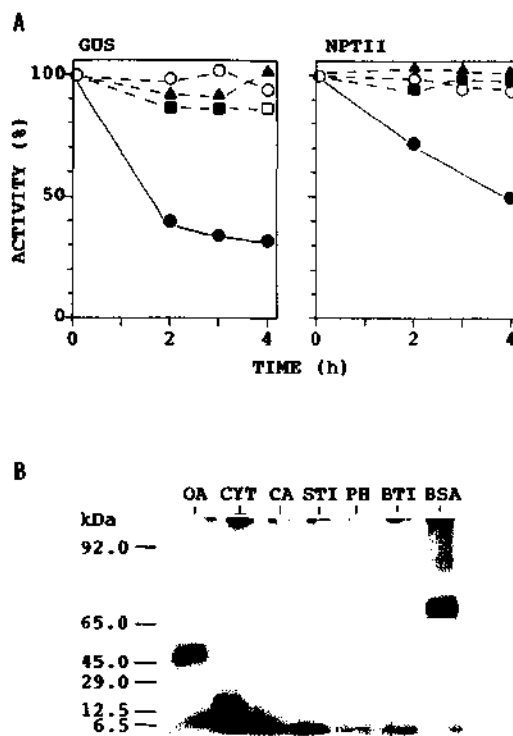 A
GUS NPTII
100
50
0
ACTIVITY (%)
0 2 4 0 2 4
TIME (h)
B
OA CYT CA STI PH BTI BSA
kDa
92.0
65.0
45.0
29.0
12.5
6.5